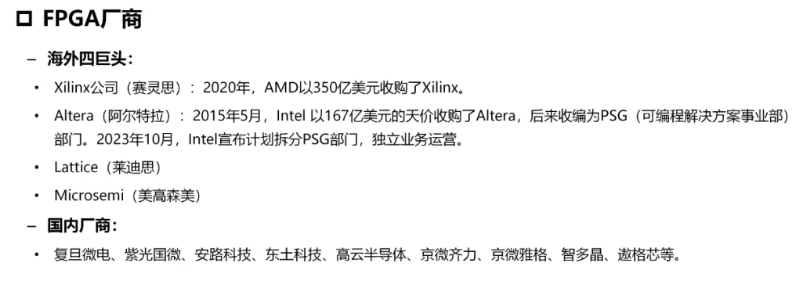 FPGA厂商
– 海外四巨头：
• Xilinx公司（赛灵思）：2020年，AMD以350亿美元收购了Xilinx。
• Altera（阿尔特拉）：2015年5月，Intel 以167亿美元的天价收购了Altera，后来收编为PSG（可编程解决方案事业部）
部门。2023年10月，Intel宣布计划拆分PSG部门，独立业务运营。
• Lattice（莱迪思）
• Microsemi（美高森美）
– 国内厂商：
• 复旦微电、紫光国微、安路科技、东土科技、高云半导体、京微齐力、京微雅格、智多晶、遨格芯等。